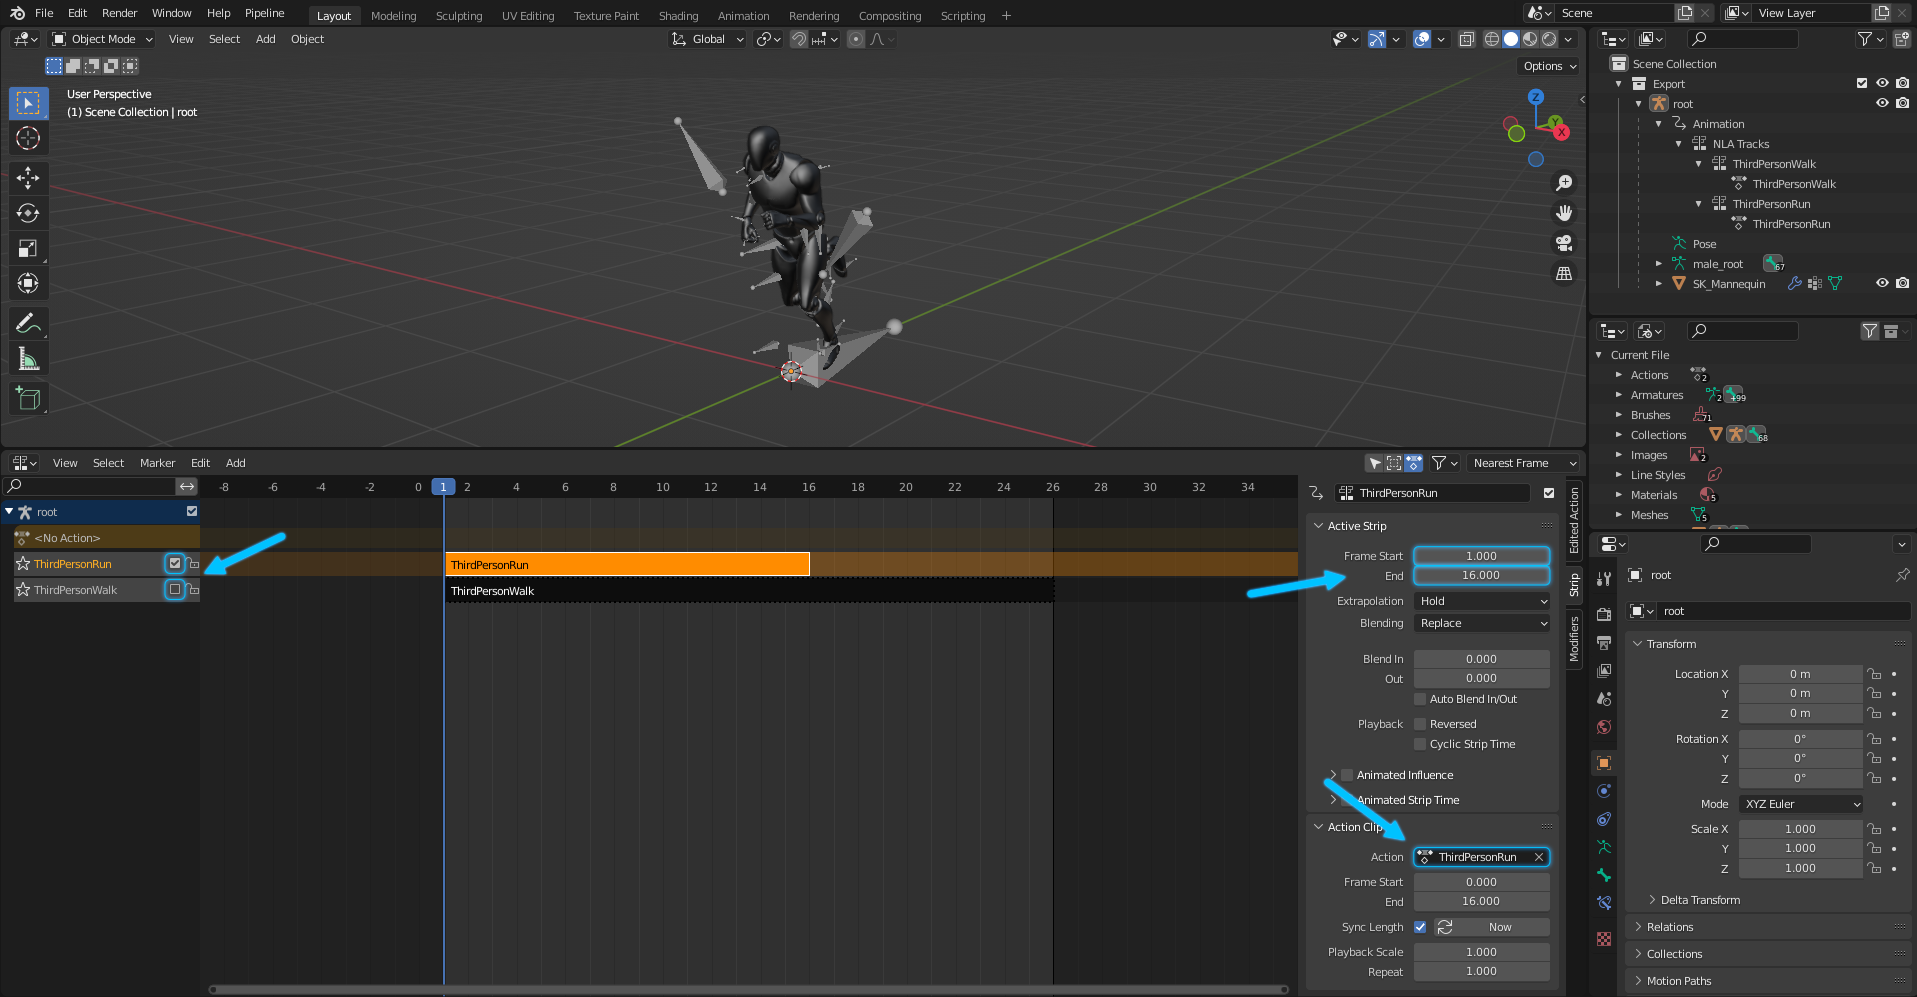 File Edit Render Window Help Pipeline
Layout Modeling Sculpting UV Editing Texture Paint Shading Animation Rendering Compositing Scripting +
Scene
View Layer
Object Mode View Select Add Object
Global
Options
User Perspective
(1) Scene Collection | root
Z
Y
X
Scene Collection
Export
root
Animation
NLA Tracks
ThirdPersonWalk
ThirdPersonWalk
ThirdPersonRun
ThirdPersonRun
Pose
male_root 67
SK_Mannequin
Current File
Actions 2
Armatures 2 +99
Brushes 71
Collections 68
Images 2
Line Styles
Materials 5
Meshes 5
View Select Marker Edit Add
Nearest Frame
-8 -6 -4 -2 0 1 2 4 6 8 10 12 14 16 18 20 22 24 26 28 30 32 34
root
<No Action>
ThirdPersonRun
ThirdPersonWalk
ThirdPersonRun
ThirdPersonWalk
ThirdPersonRun
Active Strip
Frame Start 1.000
End 16.000
Extrapolation Hold
Blending Replace
Blend In 0.000
Out 0.000
Auto Blend In/Out
Playback Reversed
Cyclic Strip Time
Animated Influence
Animated Strip Time
Action Clip
Action ThirdPersonRun
Frame Start 0.000
End 16.000
Sync Length Now
Playback Scale 1.000
Repeat 1.000
Edited Action
Strip
Modifiers
root
root
Transform
Location X 0 m
Y 0 m
Z 0 m
Rotation X 0°
Y 0°
Z 0°
Mode XYZ Euler
Scale X 1.000
Y 1.000
Z 1.000
Delta Transform
Relations
Collections
Motion Paths